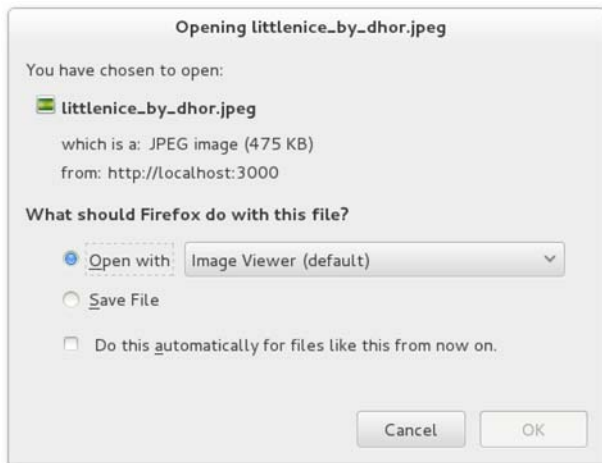 Opening littlenice_by_dhor.jpeg
You have chosen to open:
littlenice_by_dhor.jpeg
which is a: JPEG image (475 KB)
from: http://localhost:3000
What should Firefox do with this file?
Open with Image Viewer (default)
Save File
Do this automatically for files like this from now on.
Cancel OK